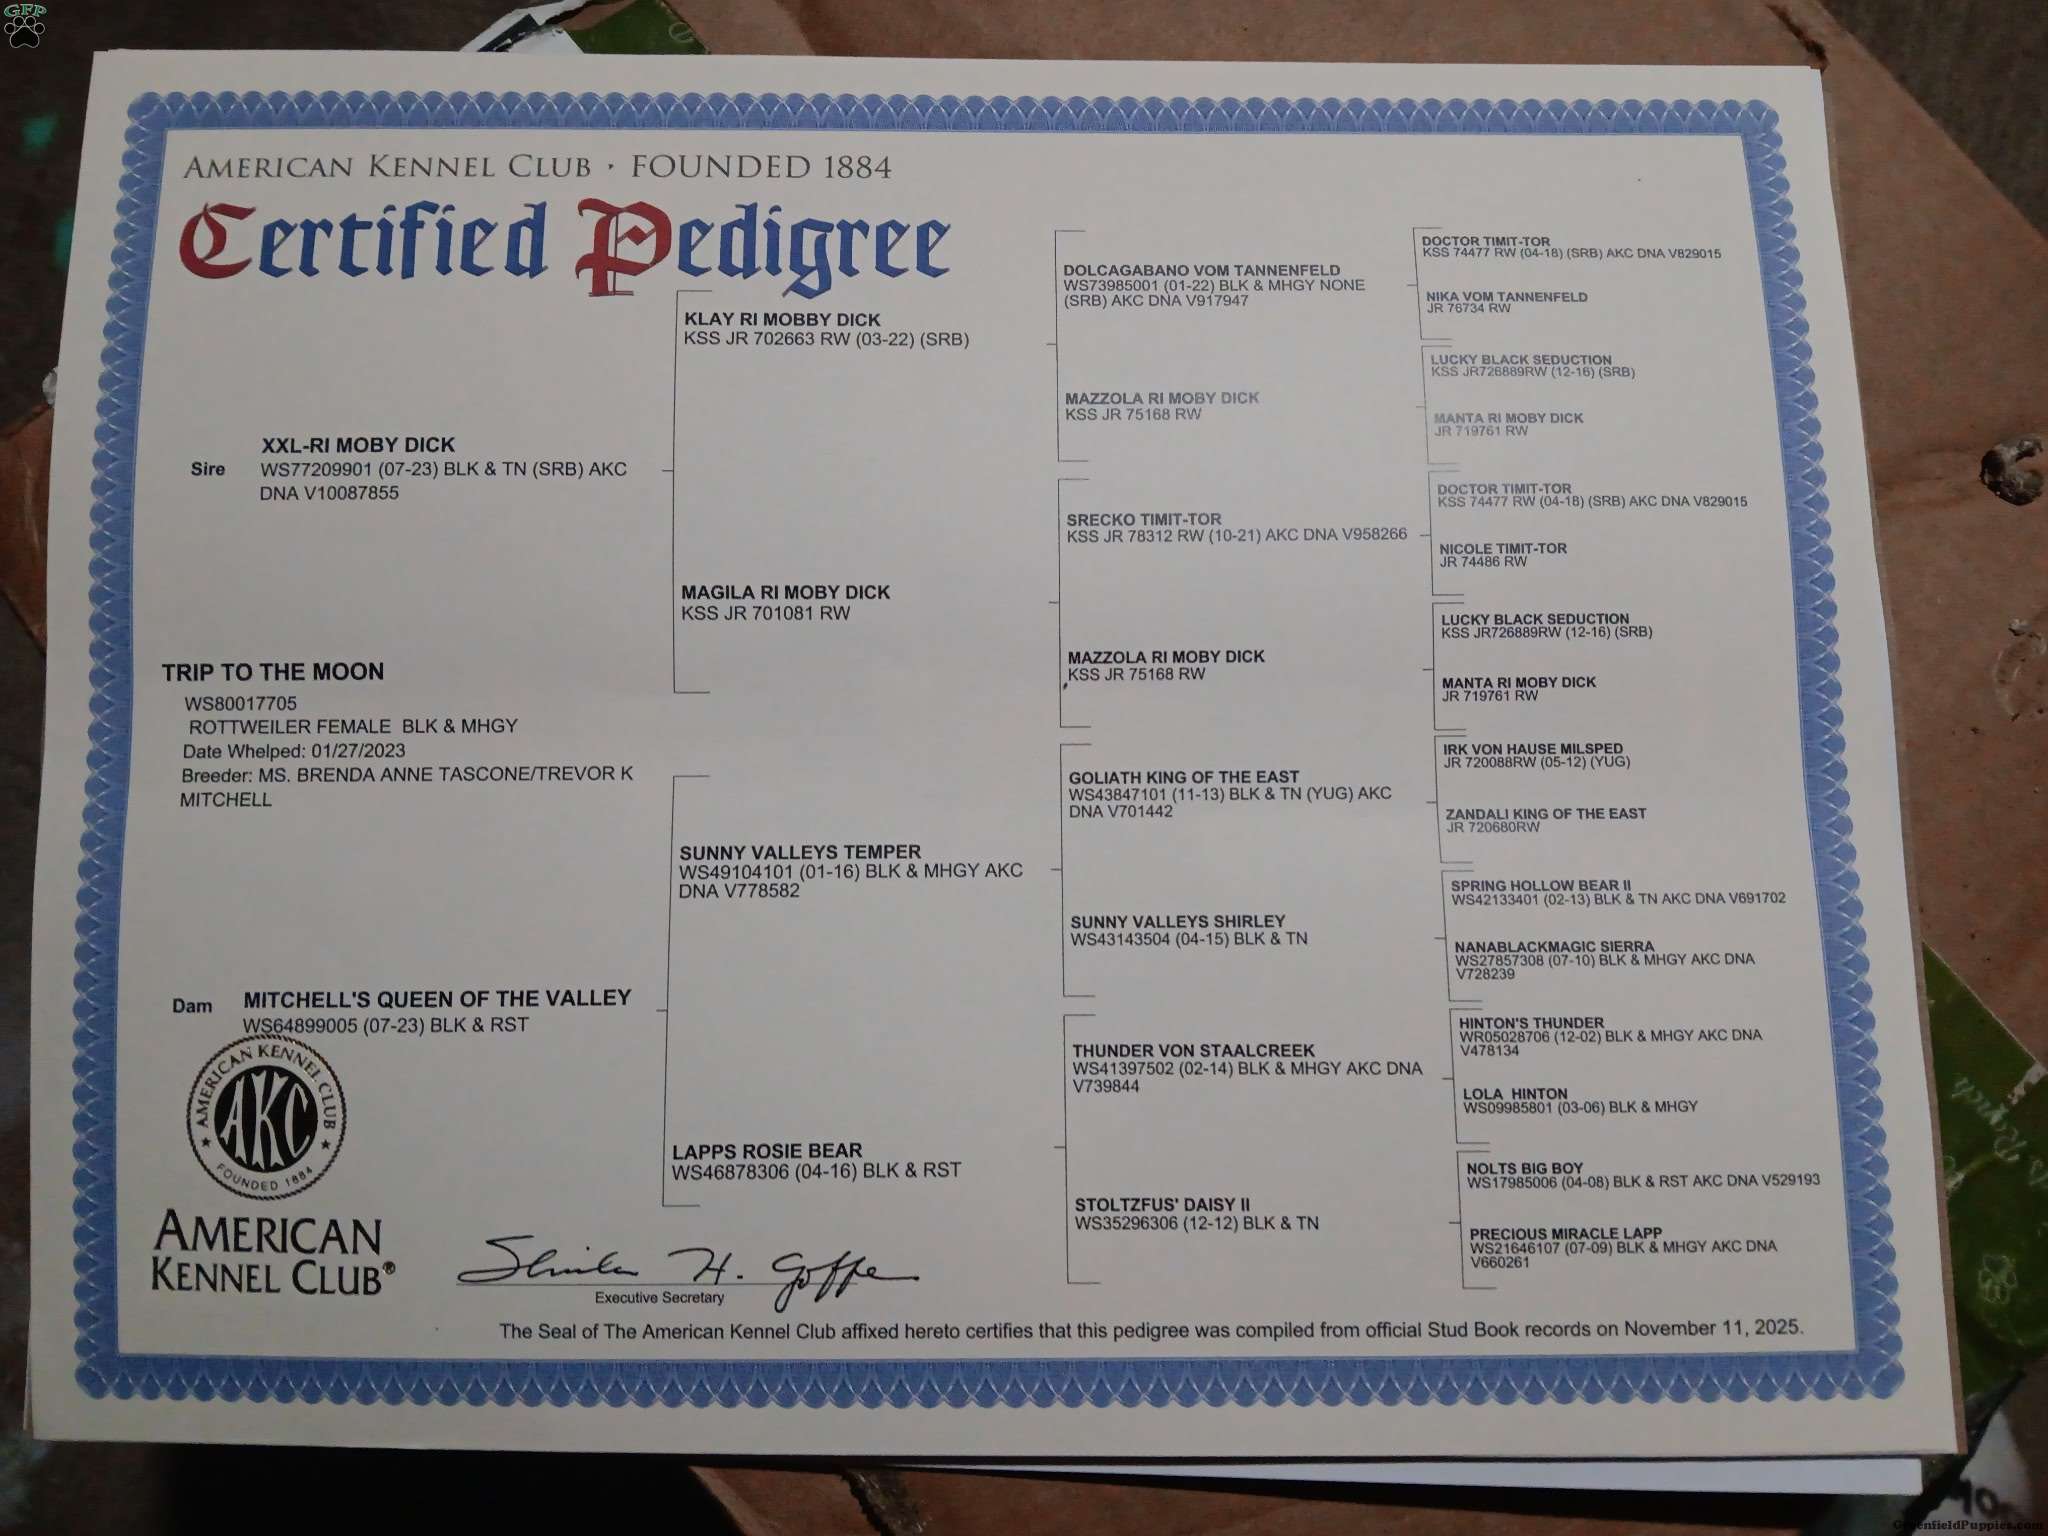 GFP
AMERICAN KENNEL CLUB · FOUNDED 1884
Certified Pedigree
Sire
XXL-RI MOBY DICK
WS77209901 (07-23) BLK & TN (SRB) AKC
DNA V10087855
TRIP TO THE MOON
WS80017705
ROTTWEILER FEMALE BLK & MHGY
Date Whelped: 01/27/2023
Breeder: MS. BRENDA ANNE TASCONE/TREVOR K
MITCHELL
Dam
MITCHELL'S QUEEN OF THE VALLEY
WS64899005 (07-23) BLK & RST
KLAY RI MOBBY DICK
KSS JR 702663 RW (03-22) (SRB)
MAGILA RI MOBY DICK
KSS JR 701081 RW
SUNNY VALLEYS TEMPER
WS49104101 (01-16) BLK & MHGY AKC
DNA V778582
LAPPS ROSIE BEAR
WS46878306 (04-16) BLK & RST
DOLCAGABANO VOM TANNENFELD
WS73985001 (01-22) BLK & MHGY NONE
(SRB) AKC DNA V917947
MAZZOLA RI MOBY DICK
KSS JR 75168 RW
SRECKO TIMIT-TOR
KSS JR 78312 RW (10-21) AKC DNA V958266
MAZZOLA RI MOBY DICK
KSS JR 75168 RW
GOLIATH KING OF THE EAST
WS43847101 (11-13) BLK & TN (YUG) AKC
DNA V701442
SUNNY VALLEYS SHIRLEY
WS43143504 (04-15) BLK & TN
THUNDER VON STAALCREEK
WS41397502 (02-14) BLK & MHGY AKC DNA
V739844
STOLTZFUS' DAISY II
WS35296306 (12-12) BLK & TN
DOCTOR TIMIT-TOR
KSS 74477 RW (04-18) (SRB) AKC DNA V829015
NIKA VOM TANNENFELD
JR 76734 RW
LUCKY BLACK SEDUCTION
KSS JR726889RW (12-16) (SRB)
MANTA RI MOBY DICK
JR 719761 RW
DOCTOR TIMIT-TOR
KSS 74477 RW (04-18) (SRB) AKC DNA V829015
NICOLE TIMIT-TOR
JR 74486 RW
LUCKY BLACK SEDUCTION
KSS JR726889RW (12-16) (SRB)
MANTA RI MOBY DICK
JR 719761 RW
IRK VON HAUSE MILSPED
JR 720088RW (05-12) (YUG)
ZANDALI KING OF THE EAST
JR 720680RW
SPRING HOLLOW BEAR II
WS42133401 (02-13) BLK & TN AKC DNA V691702
NANABLACKMAGIC SIERRA
WS27857308 (07-10) BLK & MHGY AKC DNA
V728239
HINTON'S THUNDER
WR05028706 (12-02) BLK & MHGY AKC DNA
V478134
LOLA HINTON
WS09985801 (03-06) BLK & MHGY
NOLTS BIG BOY
WS17985006 (04-08) BLK & RST AKC DNA V529193
PRECIOUS MIRACLE LAPP
WS21646107 (07-09) BLK & MHGY AKC DNA
V660261
AMERICAN KENNEL CLUB
AKC
FOUNDED 1884
AMERICAN
KENNEL CLUB®
Executive Secretary
The Seal of The American Kennel Club affixed hereto certifies that this pedigree was compiled from official Stud Book records on November 11, 2025.
GreenfieldPuppies.com